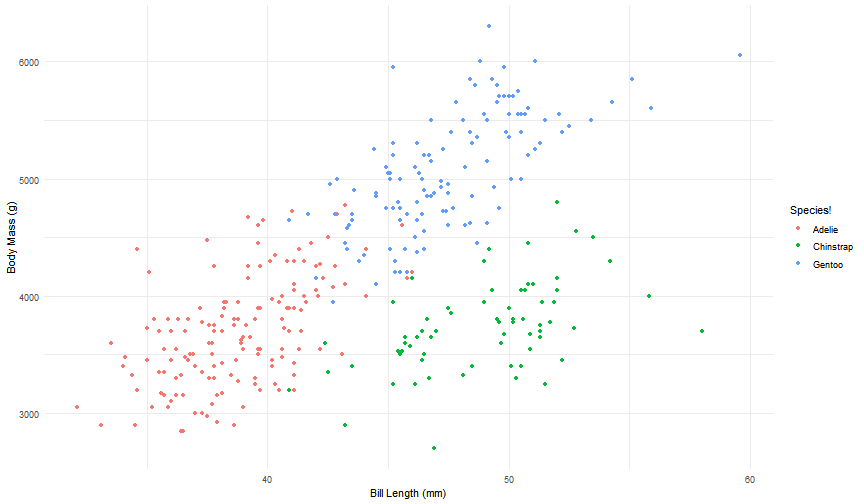 6000
5000
4000
3000
Body Mass (g)
40
50
60
Bill Length (mm)
Species!
Adelie
Chinstrap
Gentoo